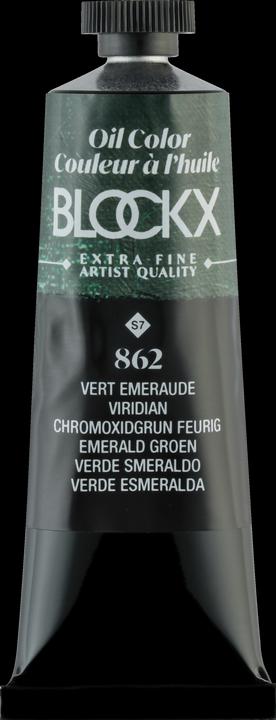 Oil Color
Couleur à l'huile
BLOCKX
EXTRA-FINE
ARTIST QUALITY
S7
862
VERT EMERAUDE
VIRIDIAN
CHROMOXIDGRUN FEURIG
EMERALD GROEN
VERDE SMERALDO
VERDE ESMERALDA